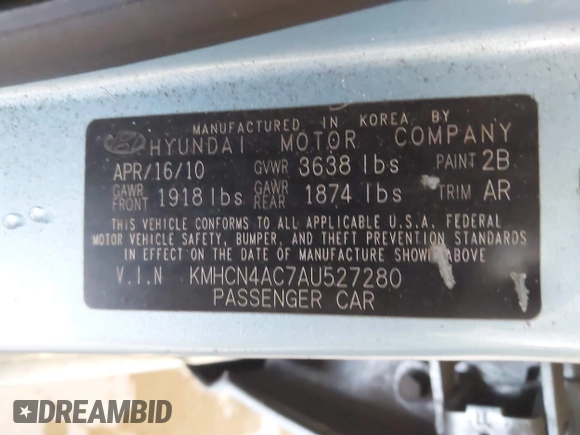 MANUFACTURED IN KOREA BY
HYUNDAI MOTOR COMPANY
APR/16/10 GVWR 3638 lbs PAINT 2B
GAWR FRONT 1918 lbs GAWR REAR 1874 lbs TRIM AR
THIS VEHICLE CONFORMS TO ALL APPLICABLE U.S.A. FEDERAL
MOTOR VEHICLE SAFETY, BUMPER, AND THEFT PREVENTION STANDARDS
IN EFFECT ON THE DATE OF MANUFACTURE SHOWN ABOVE
V.I.N KMHCN4AC7AU527280
PASSENGER CAR
DREAMBID